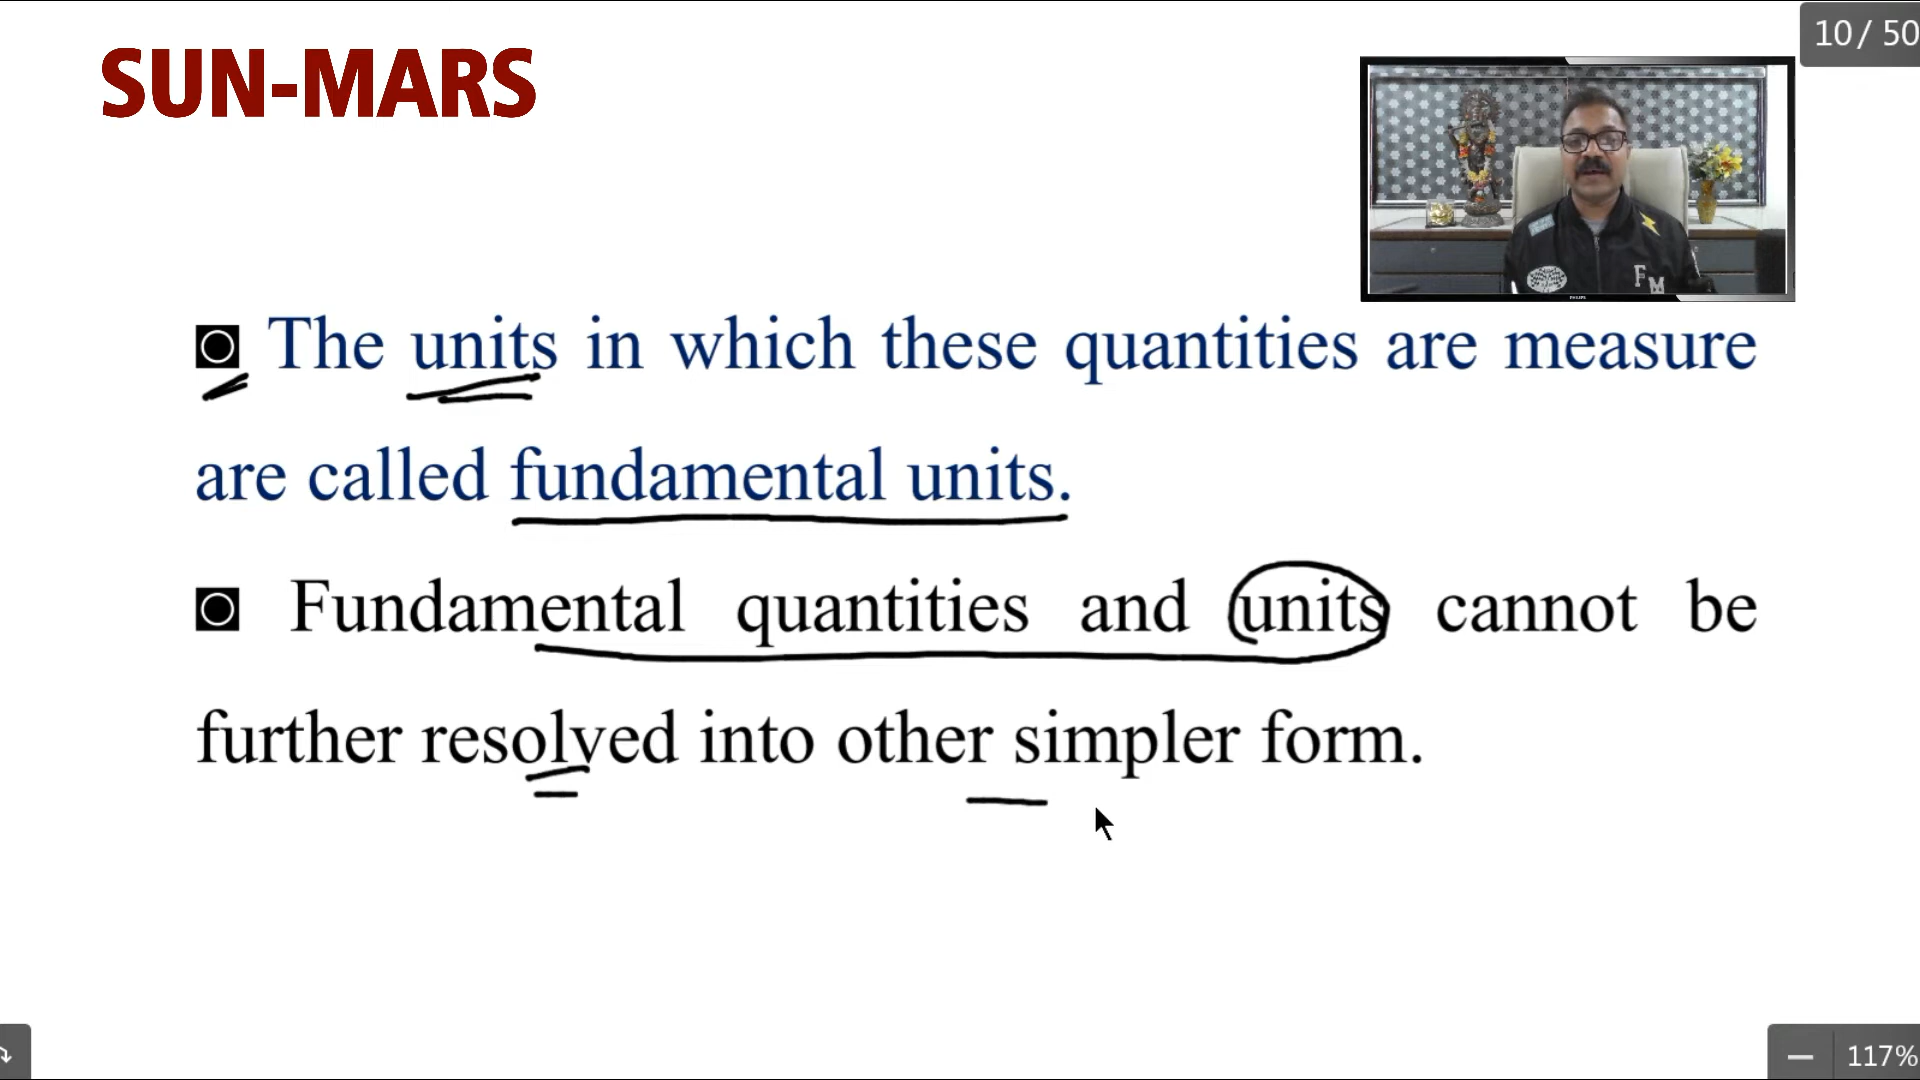 SUN-MARS
10 / 50
F M
The units in which these quantities are measure
are called fundamental units.
Fundamental quantities and units cannot be
further resolved into other simpler form.
117%